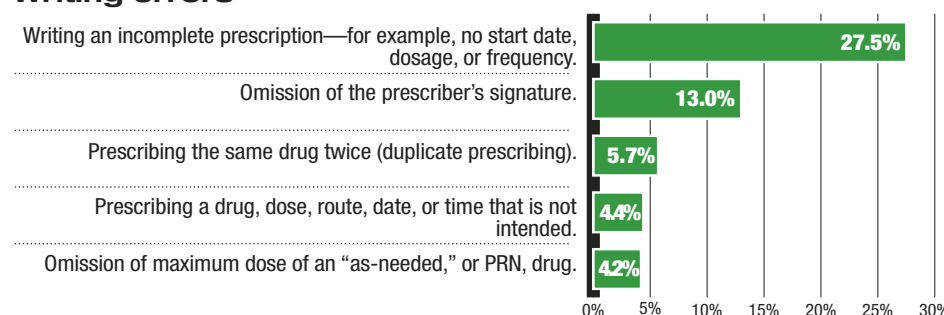 Writing an incomplete prescription—for example, no start date,
dosage, or frequency.
27.5%
Omission of the prescriber’s signature.
13.0%
Prescribing the same drug twice (duplicate prescribing).
5.7%
Prescribing a drug, dose, route, date, or time that is not
intended.
4.4%
Omission of maximum dose of an “as-needed,” or PRN, drug.
4.2%
0% 5% 10% 15% 20% 25% 30%